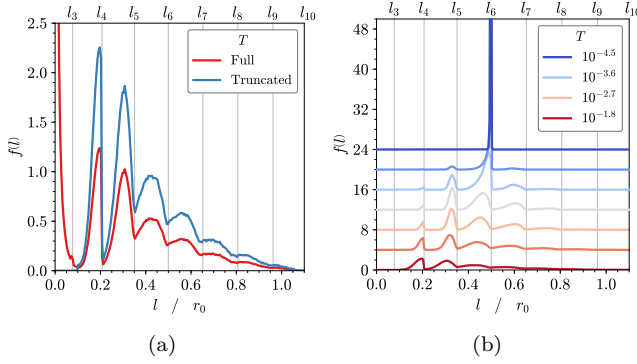 l₃ l₄ l₅ l₆ l₇ l₈ l₉ l₁₀
2.5
2.0
1.5
1.0
0.5
0.0
f(l)
T
Full
Truncated
0.0 0.2 0.4 0.6 0.8 1.0
l / r₀
(a)
l₃ l₄ l₅ l₆ l₇ l₈ l₉ l₁₀
48
40
32
24
16
8
0
f(l)
T
10⁻⁴·⁵
10⁻³·⁶
10⁻²·⁷
10⁻¹·⁸
0.0 0.2 0.4 0.6 0.8 1.0
l / r₀
(b)